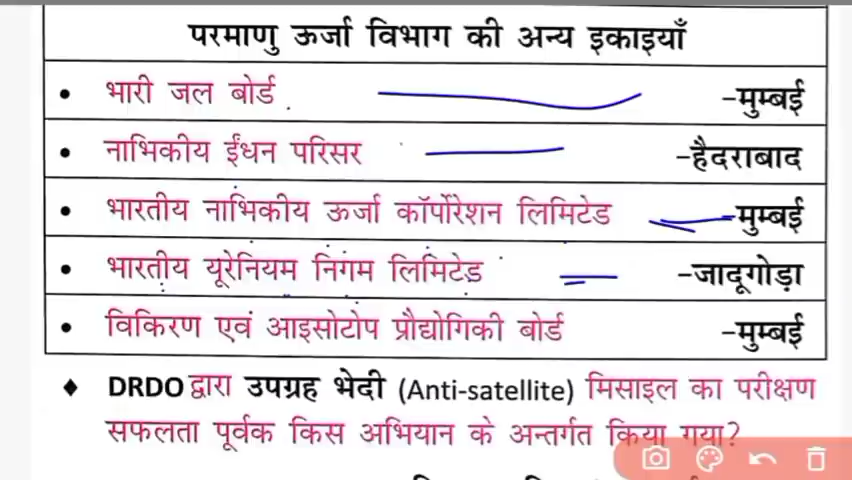 परमाणु ऊर्जा विभाग की अन्य इकाइयाँ
• भारी जल बोर्ड -मुम्बई
• नाभिकीय ईंधन परिसर -हैदराबाद
• भारतीय नाभिकीय ऊर्जा कॉर्पोरेशन लिमिटेड -मुम्बई
• भारतीय यूरेनियम निगम लिमिटेड -जादूगोड़ा
• विकिरण एवं आइसोटोप प्रौद्योगिकी बोर्ड -मुम्बई
♦ DRDO द्वारा उपग्रह भेदी (Anti-satellite) मिसाइल का परीक्षण
सफलता पूर्वक किस अभियान के अन्तर्गत किया गया?